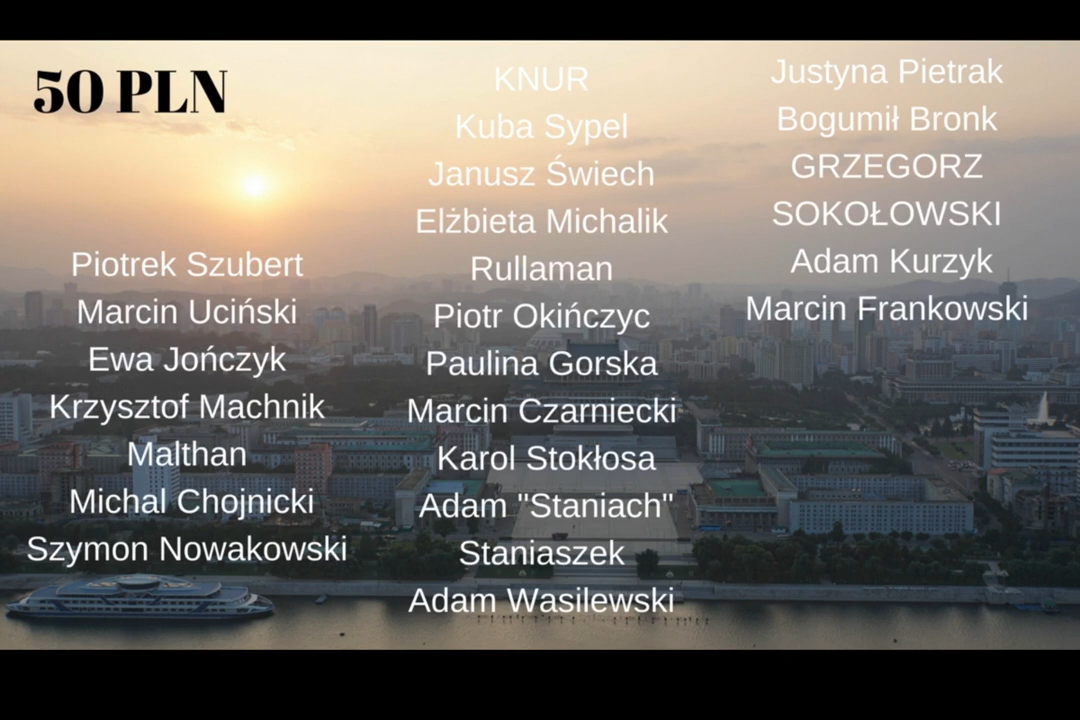 50 PLN
Piotrek Szubert
Marcin Uciński
Ewa Jończyk
Krzysztof Machnik
Malthan
Michal Chojnicki
Szymon Nowakowski
KNUR
Kuba Sypel
Janusz Świech
Elżbieta Michalik
Rullaman
Piotr Okińczyc
Paulina Gorska
Marcin Czarniecki
Karol Stokłosa
Adam "Staniach"
Staniaszek
Adam Wasilewski
Justyna Pietrak
Bogumił Bronk
GRZEGORZ
SOKOŁOWSKI
Adam Kurzyk
Marcin Frankowski